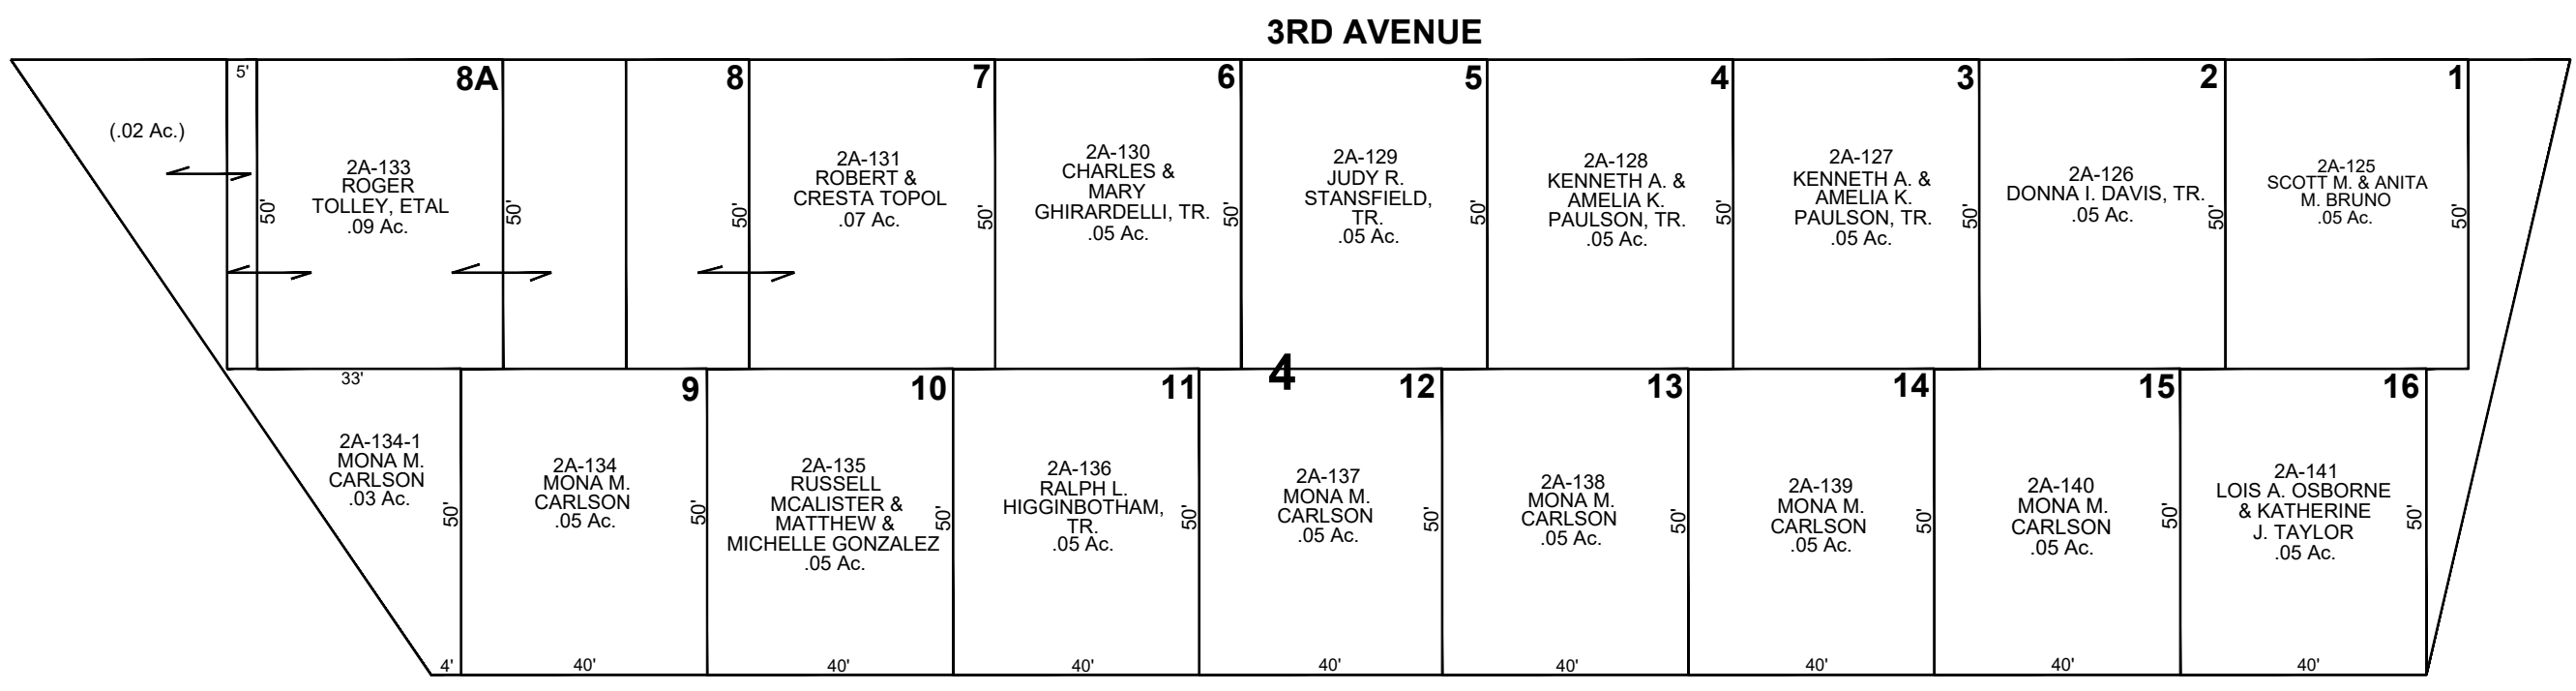 3RD AVENUE
5'
8A
8
7
6
5
4
3
2
1
(.02 Ac.)
2A-133
ROGER
TOLLEY, ETAL
.09 Ac.
50'
50'
50'
2A-131
ROBERT &
CRESTA TOPOL
.07 Ac.
50'
2A-130
CHARLES &
MARY
GHIRARDELLI, TR.
.05 Ac.
50'
2A-129
JUDY R.
STANSFIELD,
TR.
.05 Ac.
50'
2A-128
KENNETH A. &
AMELIA K.
PAULSON, TR.
.05 Ac.
50'
2A-127
KENNETH A. &
AMELIA K.
PAULSON, TR.
.05 Ac.
50'
2A-126
DONNA I. DAVIS, TR.
.05 Ac.
50'
2A-125
SCOTT M. & ANITA
M. BRUNO
.05 Ac.
50'
4
33'
9
10
11
12
13
14
15
16
2A-134-1
MONA M.
CARLSON
.03 Ac.
50'
2A-134
MONA M.
CARLSON
.05 Ac.
50'
2A-135
RUSSELL
MCALISTER &
MATTHEW &
MICHELLE GONZALEZ
.05 Ac.
50'
2A-136
RALPH L.
HIGGINBOTHAM,
TR.
.05 Ac.
50'
2A-137
MONA M.
CARLSON
.05 Ac.
50'
2A-138
MONA M.
CARLSON
.05 Ac.
50'
2A-139
MONA M.
CARLSON
.05 Ac.
50'
2A-140
MONA M.
CARLSON
.05 Ac.
50'
2A-141
LOIS A. OSBORNE
& KATHERINE
J. TAYLOR
.05 Ac.
50'
4'
40'
40'
40'
40'
40'
40'
40'
40'